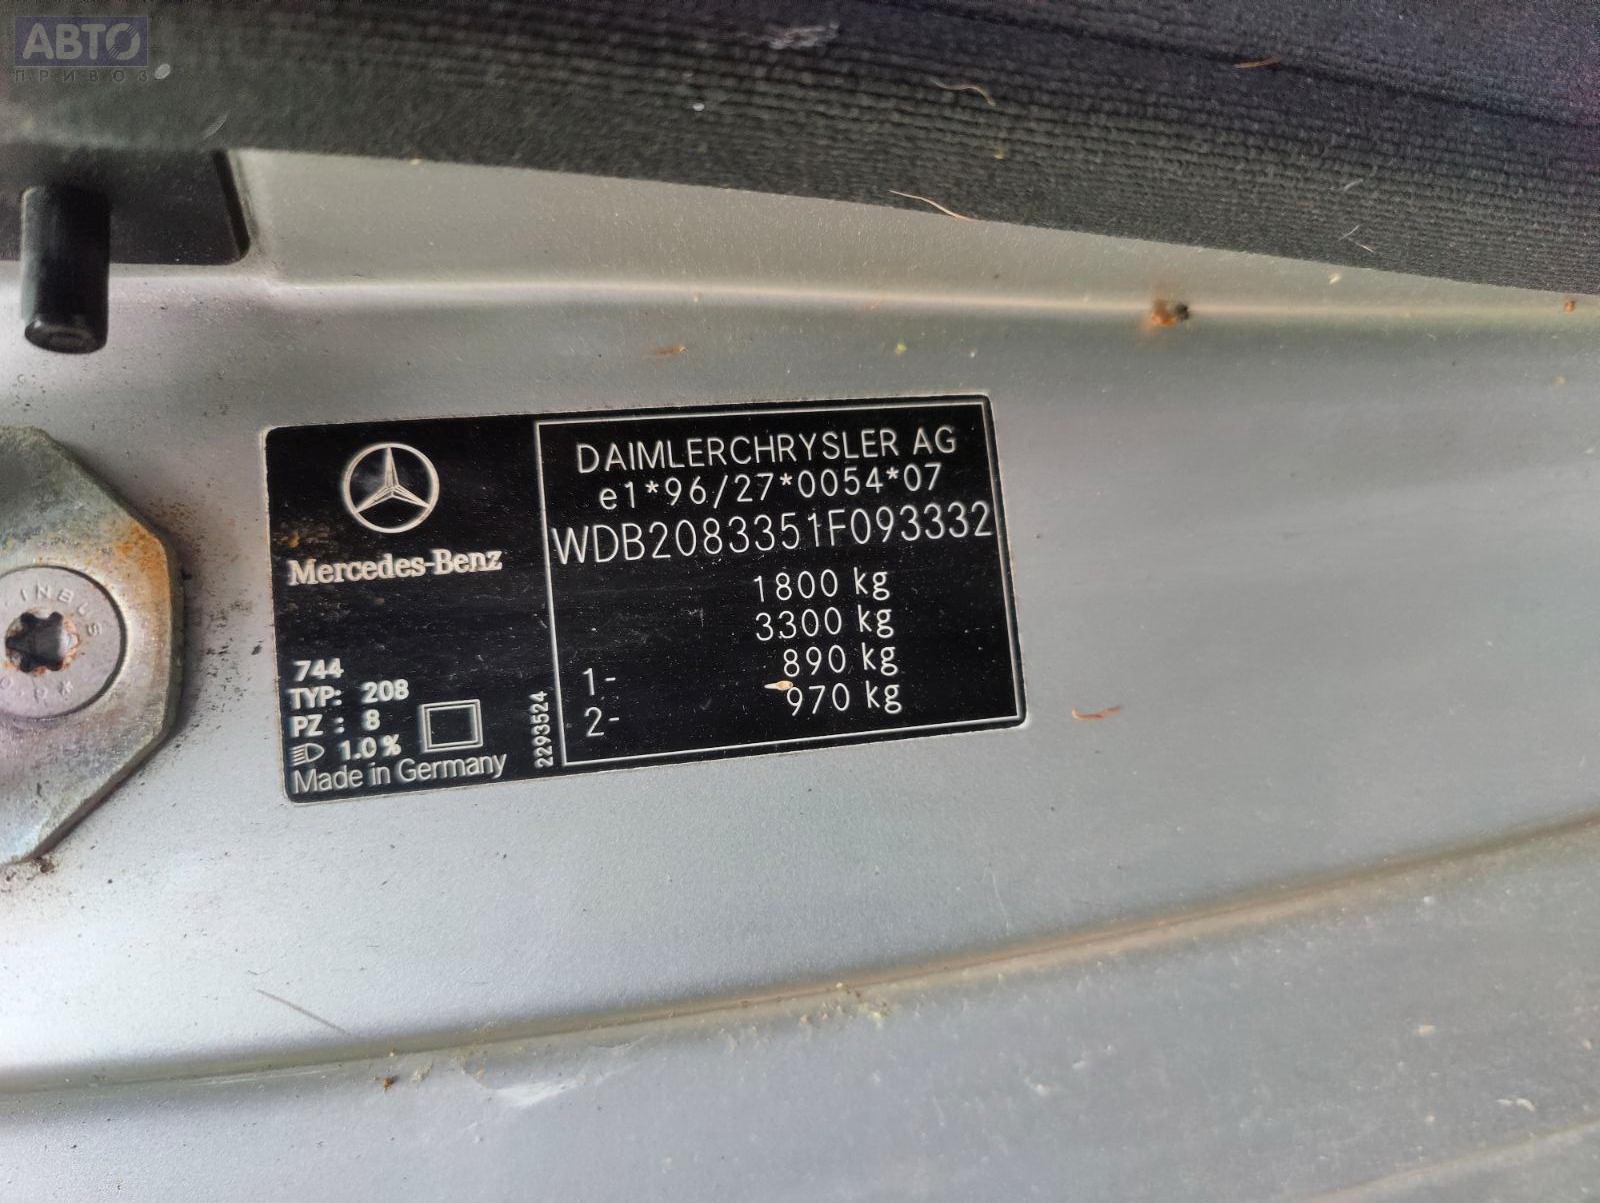 АВТО
ПРИВОЗ
DAIMLERCHRYSLER AG
e1*96/27*0054*07
WDB2083351F093332
1800 kg
3300 kg
1- 890 kg
2- 970 kg
Mercedes-Benz
744
TYP: 208
PZ : 8
1.0%
Made in Germany
2293524
INBUS